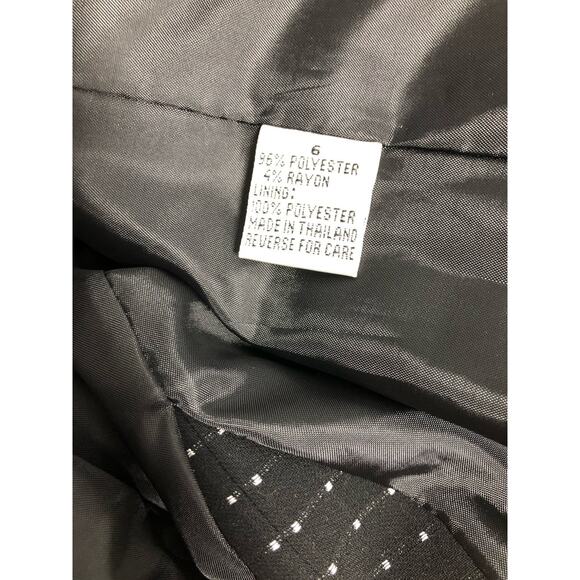 6
96% POLYESTER
4% RAYON
LINING:
100% POLYESTER
MADE IN THAILAND
REVERSE FOR CARE